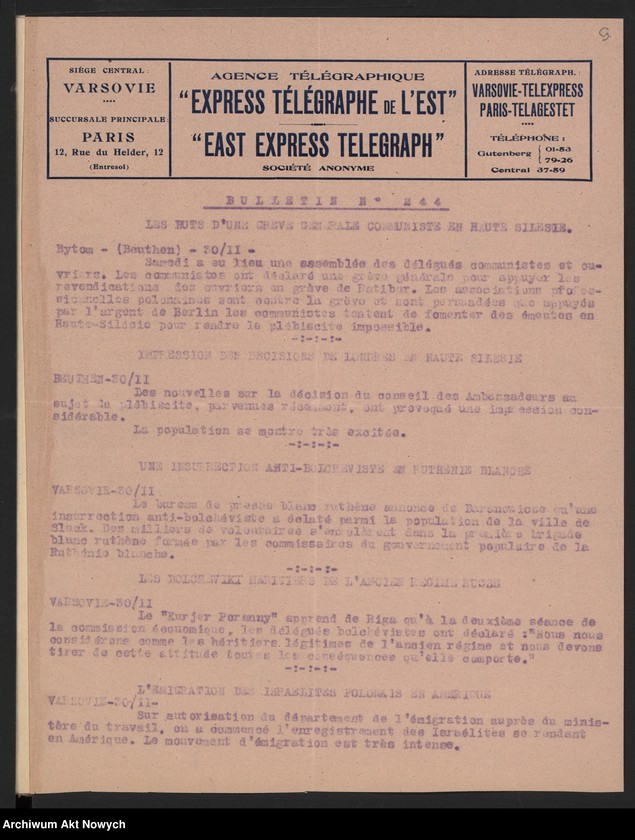 G
SIÈGE CENTRAL:
VARSOVIE
••••
SUCCURSALE PRINCIPALE:
PARIS
12, Rue du Helder, 12
(Entresol)
AGENCE TÉLÉGRAPHIQUE
"EXPRESS TÉLÉGRAPHE DE L'EST"
"EAST EXPRESS TELEGRAPH"
SOCIÉTÉ ANONYME
ADRESSE TÉLÉGRAPH.:
VARSOVIE-TELEXPRESS
PARIS-TELAGESTET
••••
TÉLÉPHONE:
Gutenberg { 01-53
79-26
Central 37-59
BULLETIN N° 244
LES BUTS D'UNE GREVE GENERALE COMMUNISTE EN HAUTE SILESIE.
Bytom - (Beuthen) - 30/11 -
Samedi a eu lieu une assemblée des délégués communistes et ou-
vriers. Les communistes ont déclaré une grève générale pour appuyer les
revendications des ouvriers en grève de Ratibor. Les associations profes-
sionnelles polonaises sont contre la grève et sont persuadées que appuyés
par l'argent de Berlin les communistes tentent de fomenter des émeutes en
Haute-Silésie pour rendre le plébiscite impossible.
-:-:-:-
IMPRESSION DES DECISIONS DE LONDRES EN HAUTE SILESIE
BEUTHEN-30/11
Les nouvelles sur la décision du conseil des Ambassadeurs au
sujet du plébiscite, parvenues récemment, ont provoqué une impression con-
sidérable.
La population se montre très excitée.
-:-:-:-
UNE INSURRECTION ANTI-BOLCHEVISTE EN RUTHENIE BLANCHE
VARSOVIE-30/11
Le bureau de presse blanc ruthène annonce de Baranowicze qu'une
insurrection anti-bolchéviste a éclaté parmi la population de la ville de
Sluck. Des milliers de volontaires s'enrôlèrent dans la première brigade
blanc ruthène formée par les commissaires du gouvernement populaire de la
Ruthénie blanche.
-:-:-:-
LES BOLCHEWIKI HERITIERS DE L'ANCIEN REGIME RUSSE
VARSOVIE-30/11
Le "Kurjer Poranny" apprend de Riga qu'à la deuxième séance de
la commission économique, les délégués bolchévistes ont déclaré :"Nous nous
considérons comme les héritiers légitimes de l'ancien régime et nous devons
tirer de cette attitude toutes les conséquences qu'elle comporte."
-:-:-:-
L'EMIGRATION DES ISRAELITES POLONAIS EN AMERIQUE
VARSOVIE-30/11-
Sur autorisation du département de l'émigration auprès du minis-
tère du travail, on a commencé l'enregistrement des Israélites se rendant
en Amérique. Le mouvement d'émigration est très intense.
Archiwum Akt Nowych